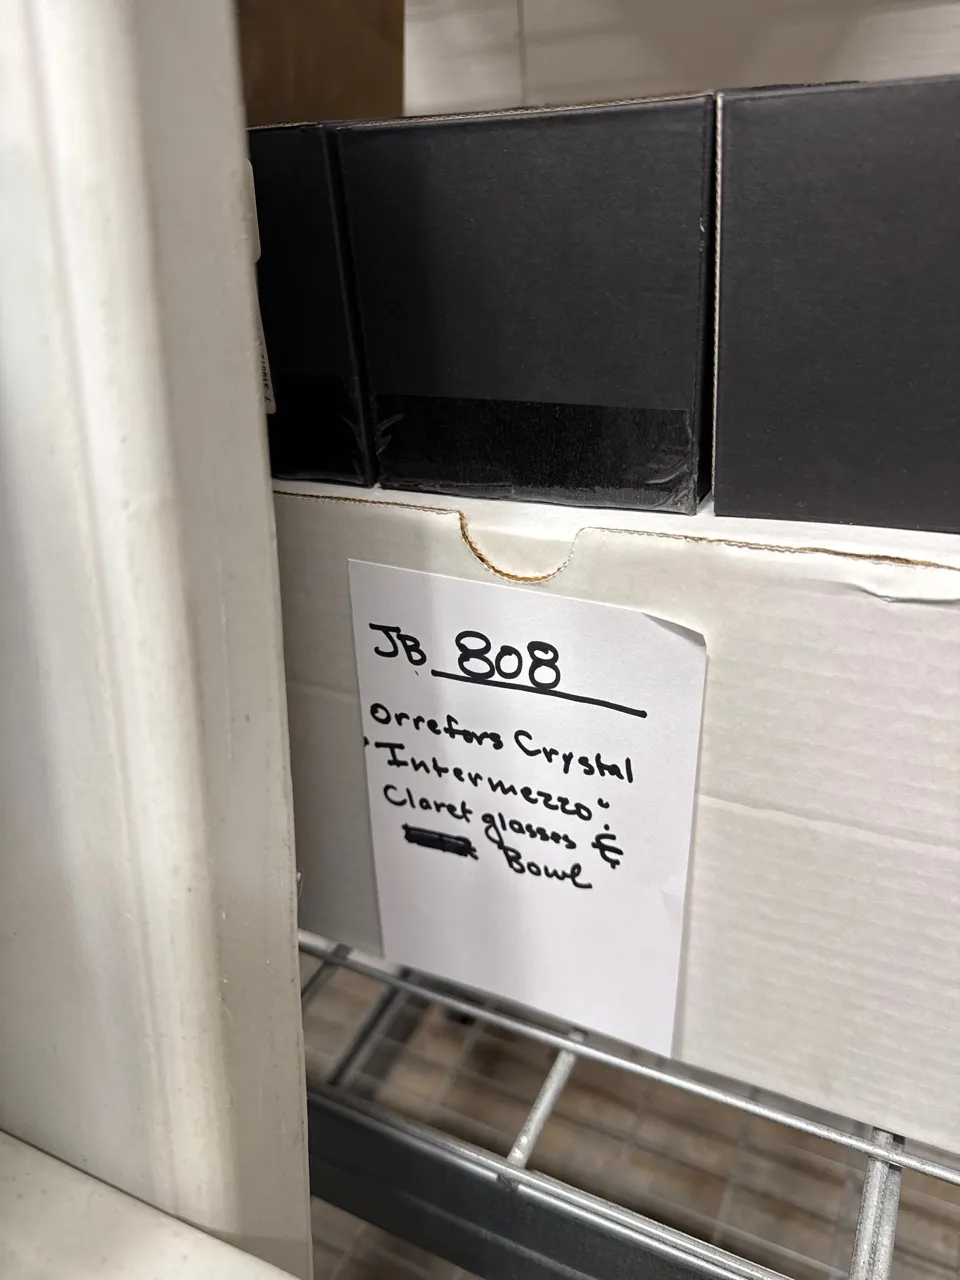 JB 808
Orrefors Crystal
"Intermezzo":
Claret glasses &
Bowl